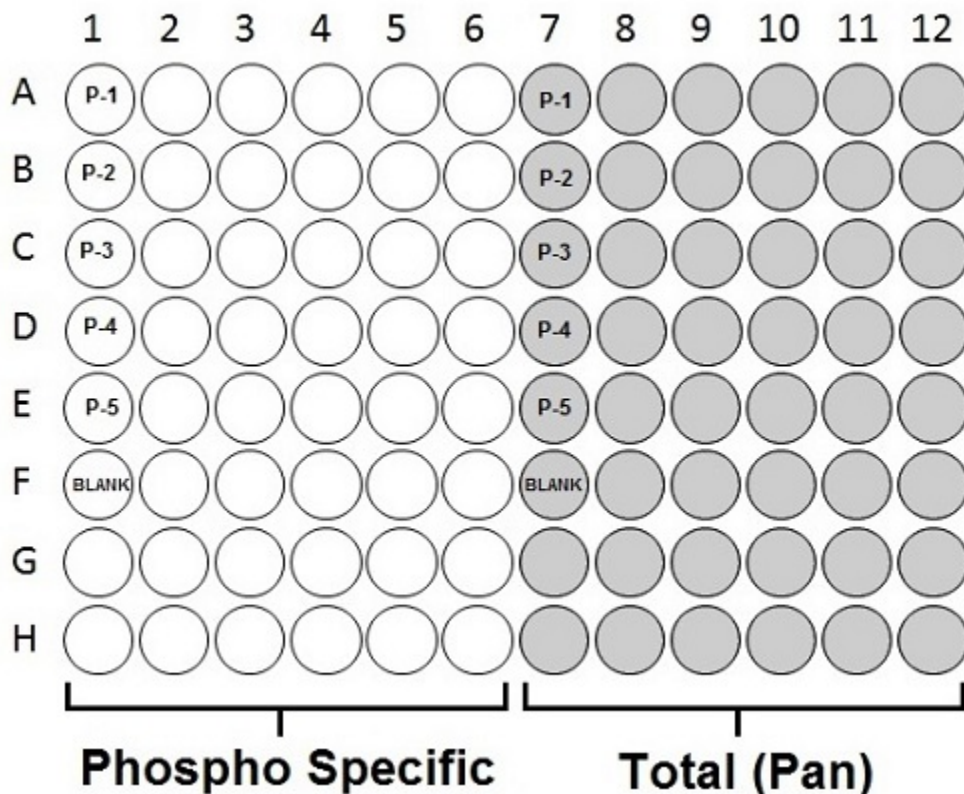 1 2 3 4 5 6 7 8 9 10 11 12
A P-1 P-1
B P-2 P-2
C P-3 P-3
D P-4 P-4
E P-5 P-5
F BLANK BLANK
G
H
Phospho Specific Total (Pan)